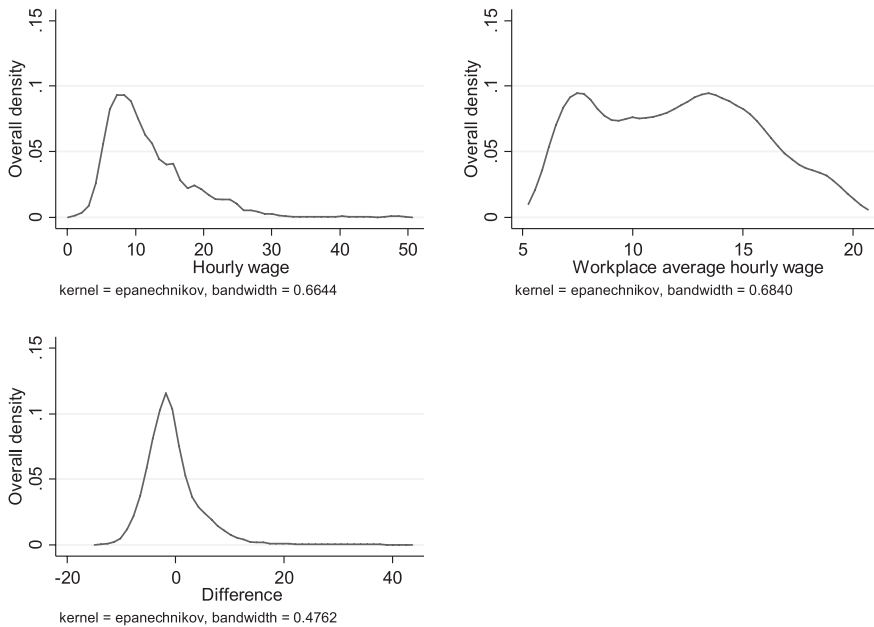 Overall density
0 .05 .1 .15
0 10 20 30 40 50
Hourly wage
kernel = epanechnikov, bandwidth = 0.6644
Overall density
0 .05 .1 .15
5 10 15 20
Workplace average hourly wage
kernel = epanechnikov, bandwidth = 0.6840
Overall density
0 .05 .1 .15
-20 0 20 40
Difference
kernel = epanechnikov, bandwidth = 0.4762